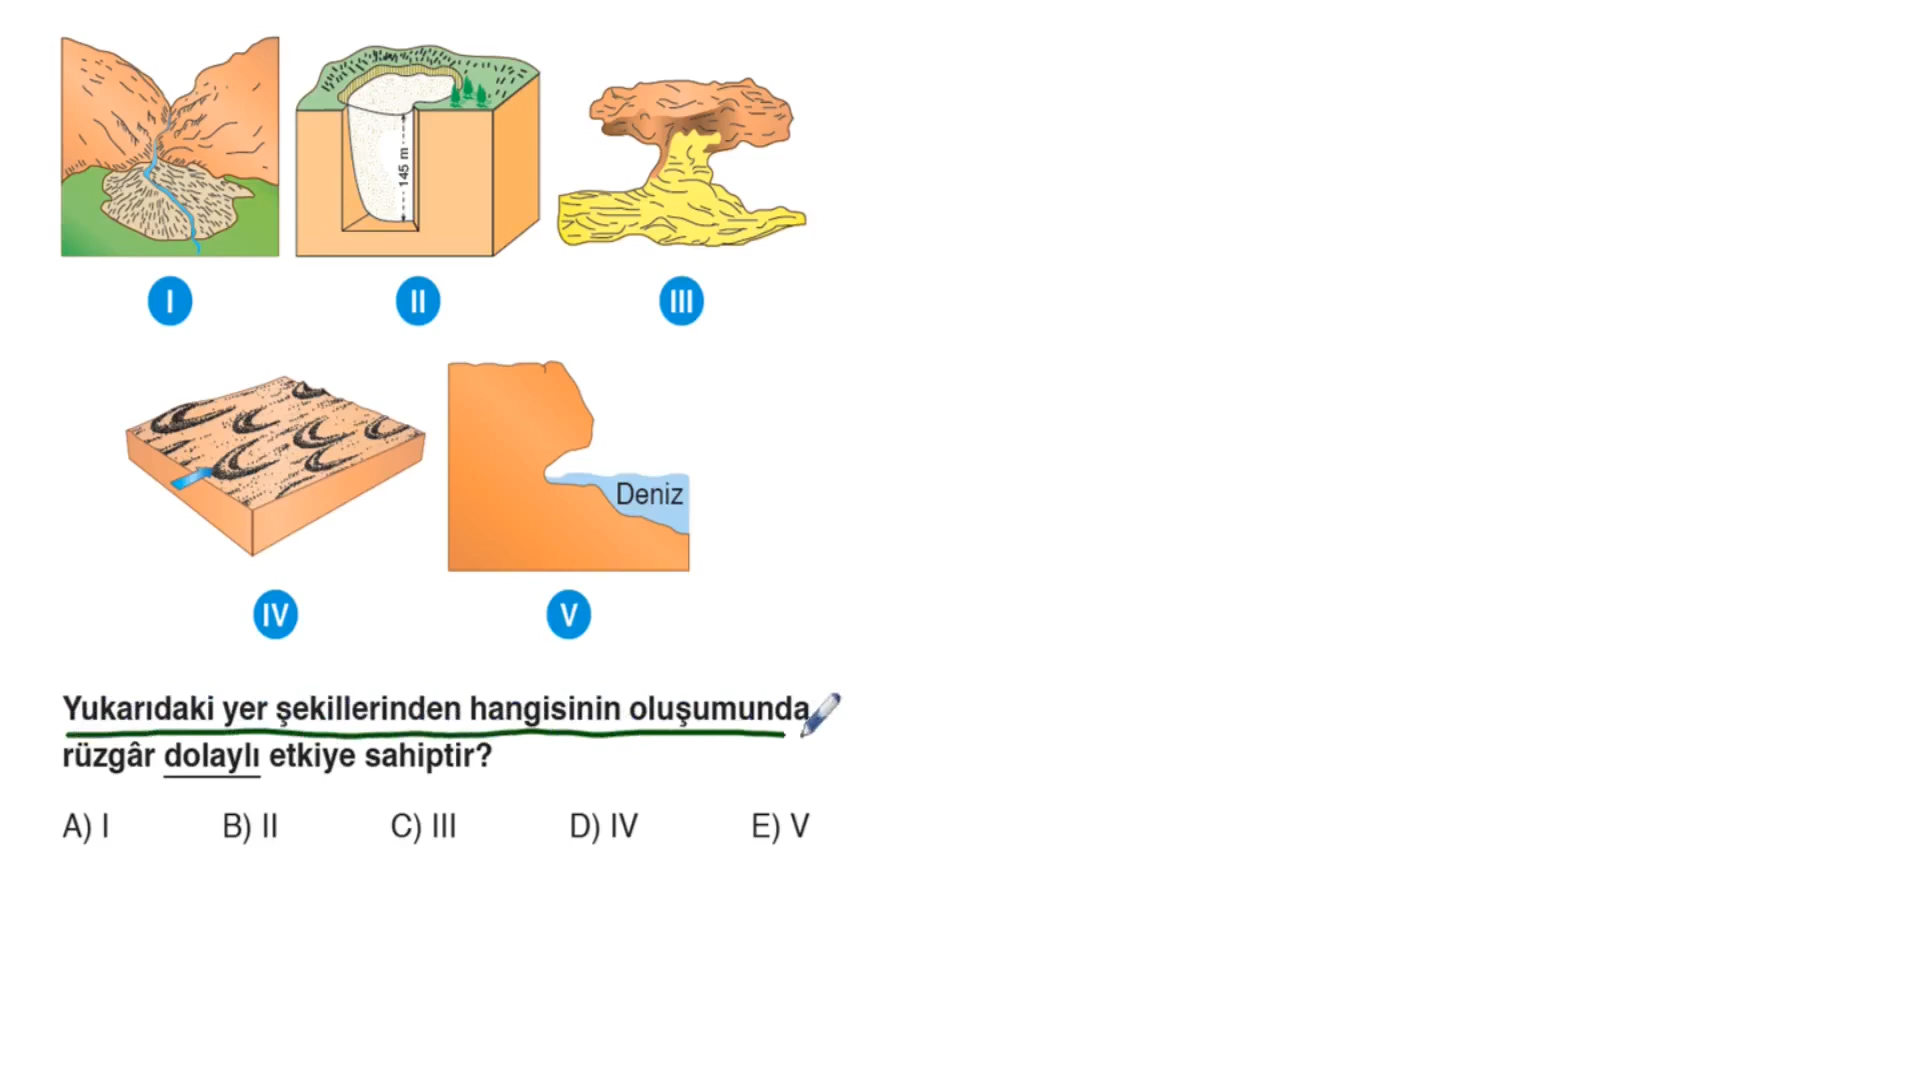 145 m
I
II
III
Deniz
IV
V
Yukarıdaki yer şekillerinden hangisinin oluşumunda
rüzgâr dolaylı etkiye sahiptir?
A) I B) II C) III D) IV E) V